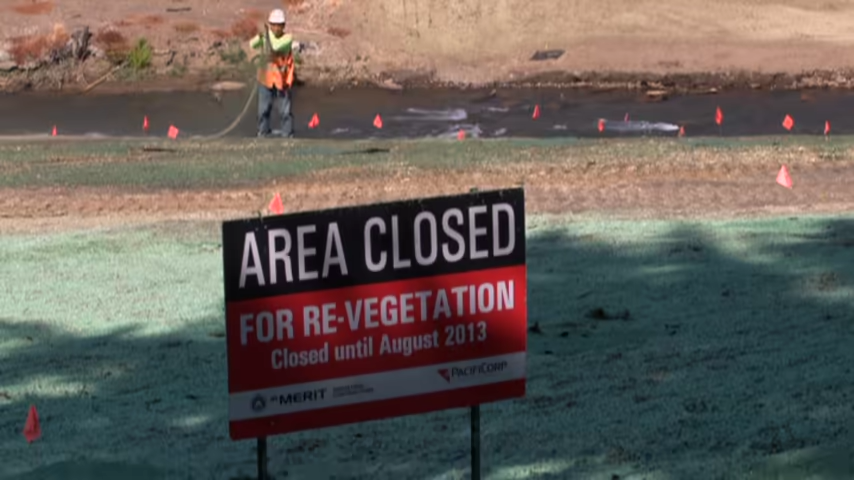 AREA CLOSED
FOR RE-VEGETATION
Closed until August 2013
MERIT
PACIFICORP